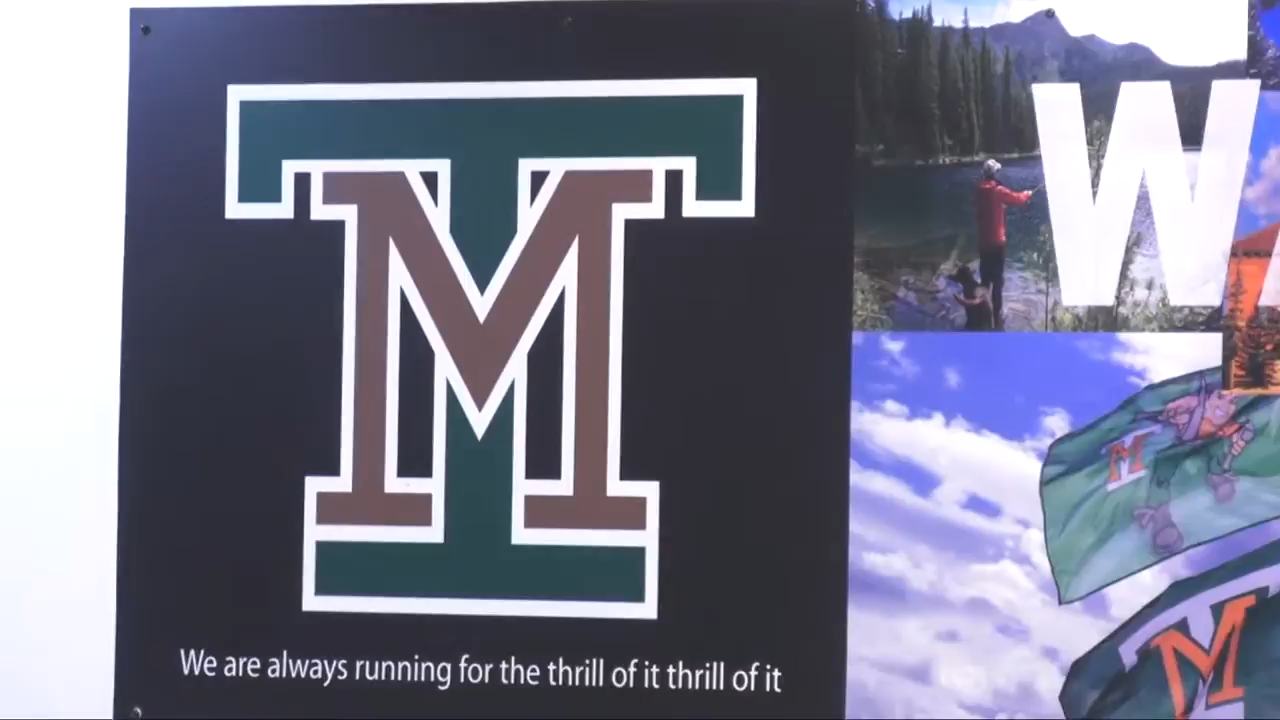 TM
We are always running for the thrill of it thrill of it
W
M
M